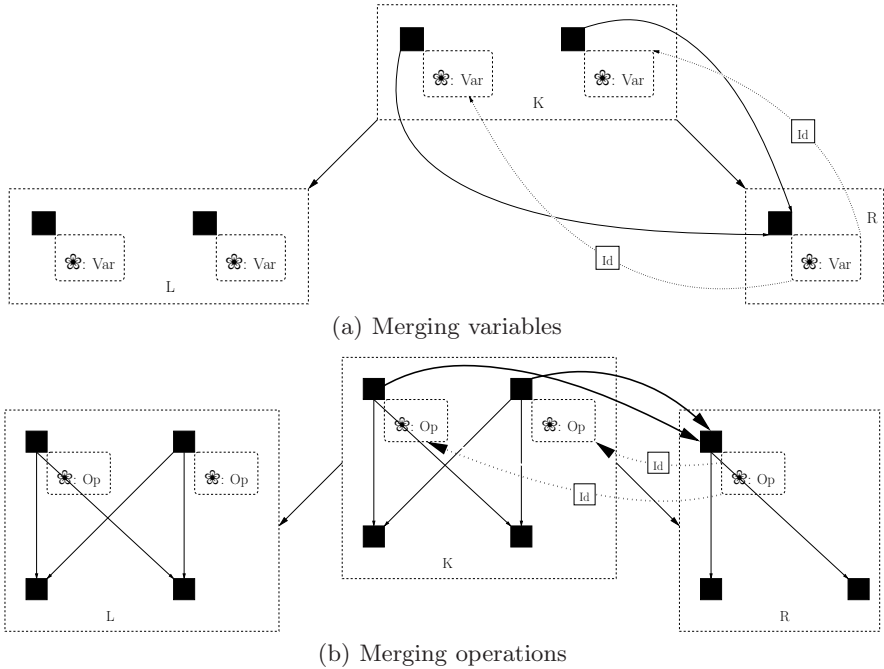 ❀: Var
❀: Var
K
Id
R
❀: Var
❀: Var
L
Id
❀: Var
(a) Merging variables
❀: Op
❀: Op
❀: Op
❀: Op
Id
❀: Op
Id
K
L
R
(b) Merging operations